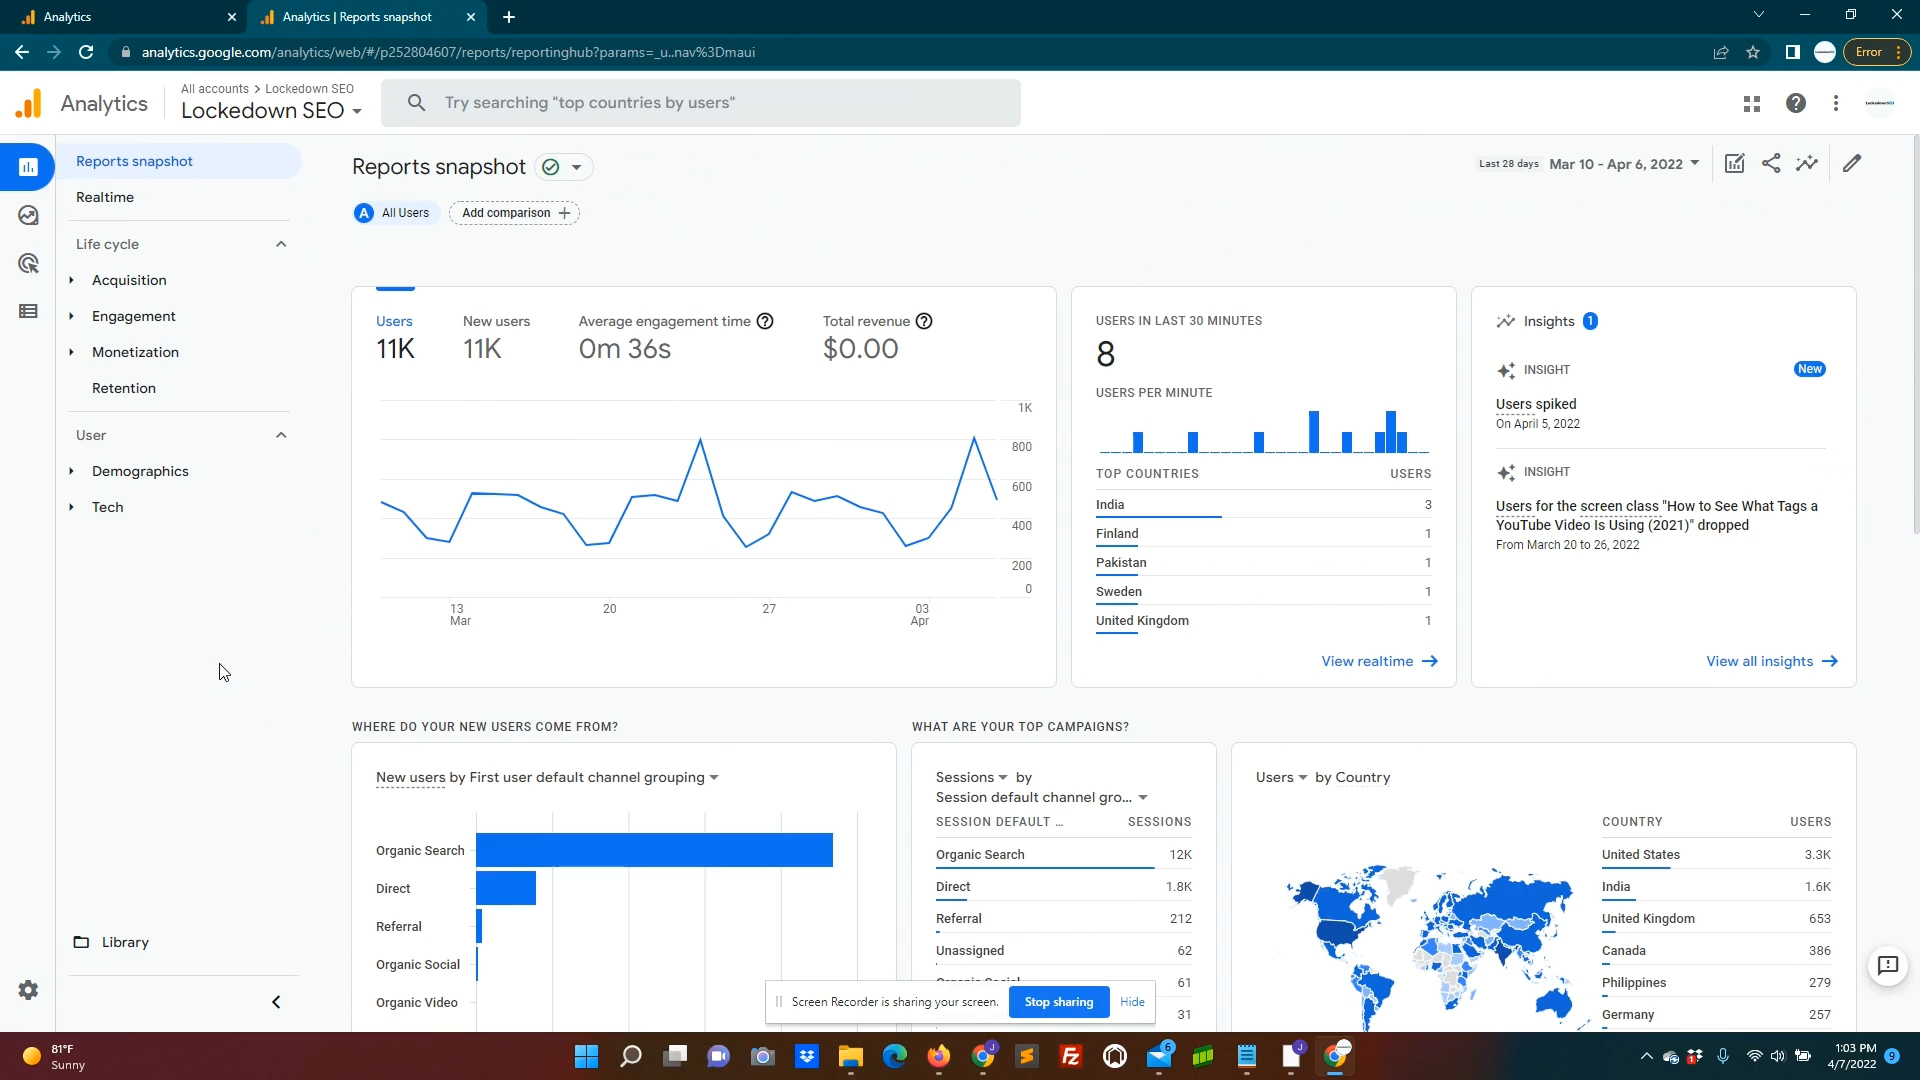 Analytics
Analytics | Reports snapshot
analytics.google.com/analytics/web/#/p252804607/reports/reportinghub?params=_u..nav%3Dmaui
Error
Analytics
All accounts > Lockedown SEO
Lockedown SEO
Try searching "top countries by users"
Reports snapshot
Realtime
Life cycle
Acquisition
Engagement
Monetization
Retention
User
Demographics
Tech
Library
Reports snapshot
Last 28 days Mar 10 - Apr 6, 2022
A All Users
Add comparison +
Users
11K
New users
11K
Average engagement time
0m 36s
Total revenue
$0.00
1K
800
600
400
200
0
13
Mar
20
27
03
Apr
USERS IN LAST 30 MINUTES
8
USERS PER MINUTE
TOP COUNTRIES USERS
India 3
Finland 1
Pakistan 1
Sweden 1
United Kingdom 1
View realtime
Insights 1
INSIGHT New
Users spiked
On April 5, 2022
INSIGHT
Users for the screen class "How to See What Tags a
YouTube Video Is Using (2021)" dropped
From March 20 to 26, 2022
View all insights
WHERE DO YOUR NEW USERS COME FROM?
New users by First user default channel grouping
Organic Search
Direct
Referral
Organic Social
Organic Video
WHAT ARE YOUR TOP CAMPAIGNS?
Sessions by
Session default channel gro...
SESSION DEFAULT ... SESSIONS
Organic Search 12K
Direct 1.8K
Referral 212
Unassigned 62
Organic Social 61
31
Users by Country
COUNTRY USERS
United States 3.3K
India 1.6K
United Kingdom 653
Canada 386
Philippines 279
Germany 257
Screen Recorder is sharing your screen.
Stop sharing
Hide
81°F
Sunny
J
6
J
1
1:03 PM
4/7/2022
9